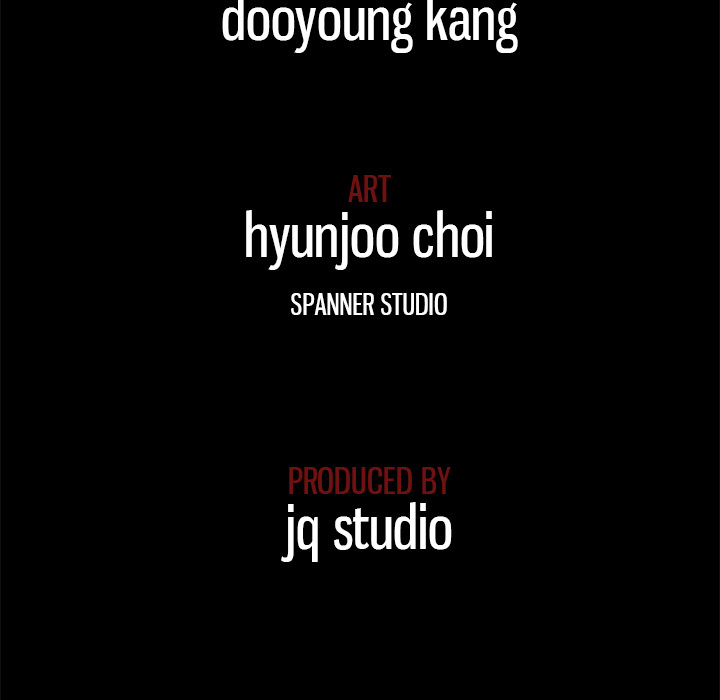 dooyoung kang
ART
hyunjoo choi
SPANNER STUDIO
PRODUCED BY
jq studio